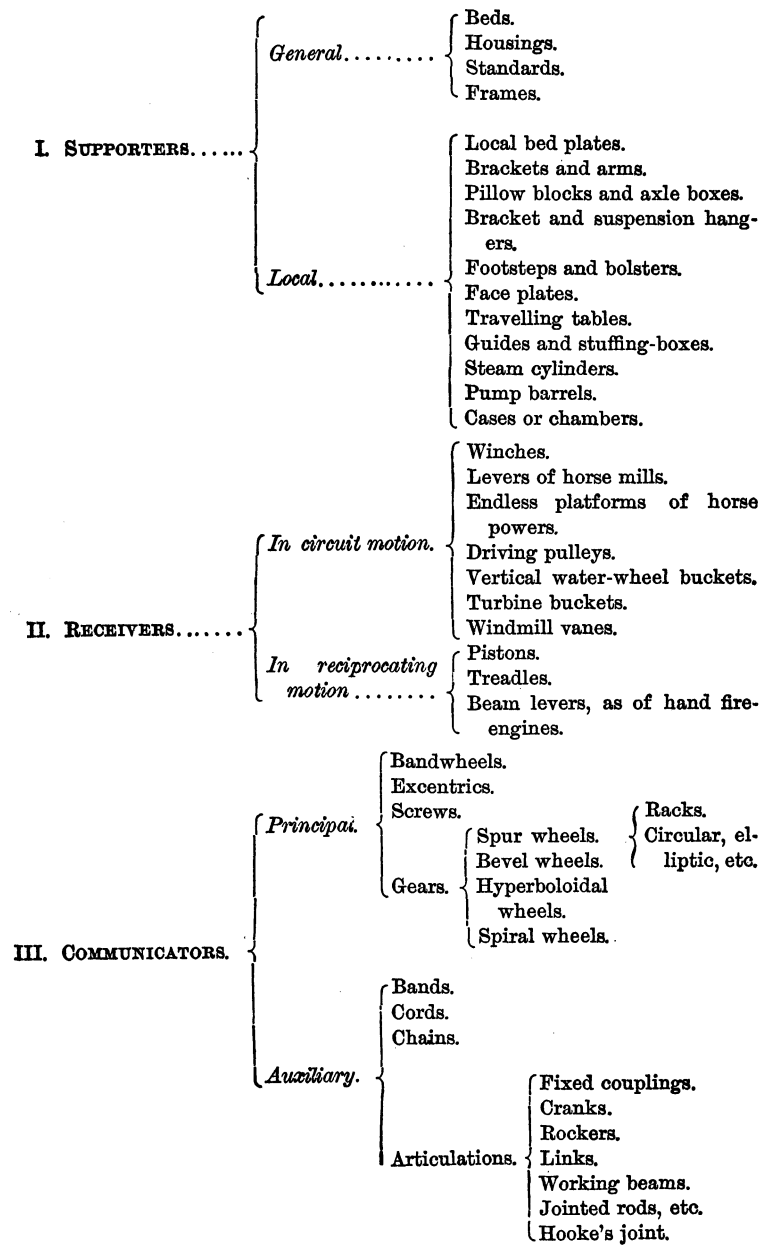 General.........
Beds.
Housings.
Standards.
Frames.
I. SUPPORTERS......
Local............
Local bed plates.
Brackets and arms.
Pillow blocks and axle boxes.
Bracket and suspension hang-
ers.
Footsteps and bolsters.
Face plates.
Travelling tables.
Guides and stuffing-boxes.
Steam cylinders.
Pump barrels.
Cases or chambers.
II. RECEIVERS.......
In circuit motion.
Winches.
Levers of horse mills.
Endless platforms of horse
powers.
Driving pulleys.
Vertical water-wheel buckets.
Turbine buckets.
Windmill vanes.
In reciprocating
motion ........
Pistons.
Treadles.
Beam levers, as of hand fire-
engines.
III. COMMUNICATORS.
Principal.
Bandwheels.
Excentrics.
Screws.
Gears.
Spur wheels.
Racks.
Circular, el-
liptic, etc.
Bevel wheels.
Hyperboloidal
wheels.
Spiral wheels.
Auxiliary.
Bands.
Cords.
Chains.
Articulations.
Fixed couplings.
Cranks.
Rockers.
Links.
Working beams.
Jointed rods, etc.
Hooke's joint.